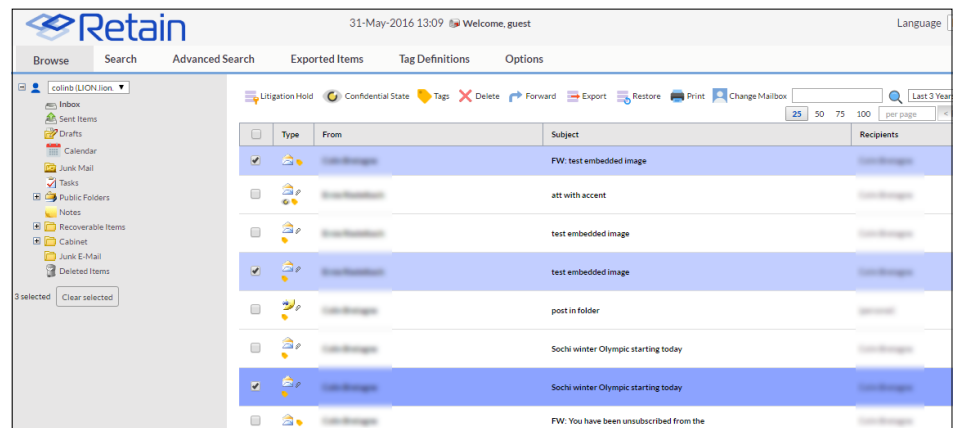 Retain
31-May-2016 13:09 Welcome, guest
Language
Browse Search Advanced Search Exported Items Tag Definitions Options
colinb (LION.lion.
Inbox
Sent Items
Drafts
Calendar
Junk Mail
Tasks
Public Folders
Notes
Recoverable Items
Cabinet
Junk E-Mail
Deleted Items
3 selected Clear selected
Litigation Hold Confidential State Tags Delete Forward Export Restore Print Change Mailbox Last 3 Years
25 50 75 100 per page <
Type From Subject Recipients
FW: test embedded image
att with accent
test embedded image
test embedded image
post in folder
Sochi winter Olympic starting today
Sochi winter Olympic starting today
FW: You have been unsubscribed from the